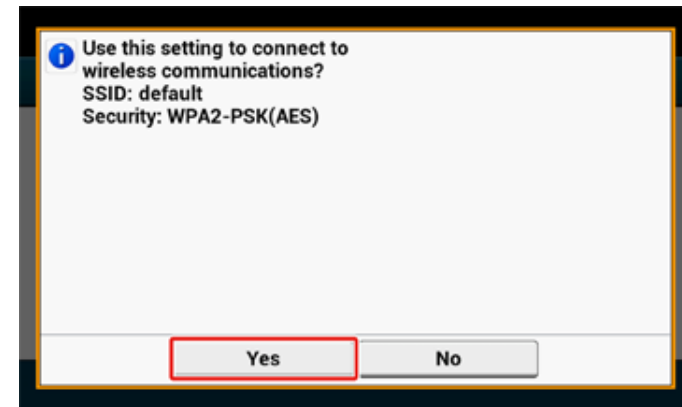 Use this setting to connect to
wireless communications?
SSID: default
Security: WPA2-PSK(AES)
Yes
No